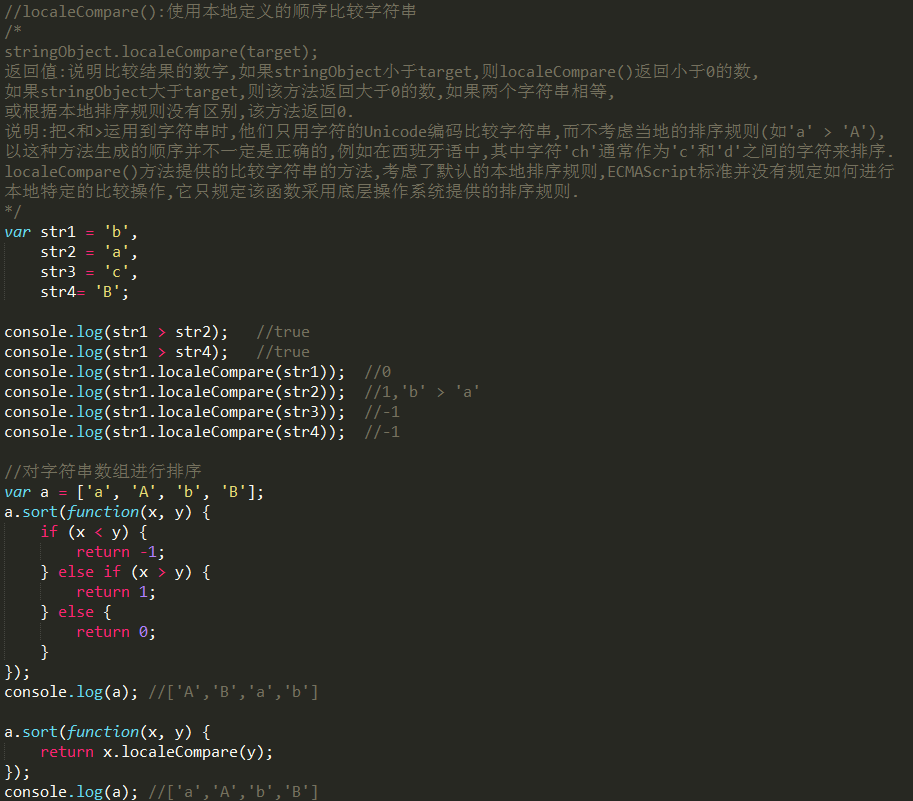 //localeCompare():使用本地定义的顺序比较字符串
/*
stringObject.localeCompare(target);
返回值:说明比较结果的数字,如果stringObject小于target,则localeCompare()返回小于0的数,
如果stringObject大于target,则该方法返回大于0的数,如果两个字符串相等,
或根据本地排序规则没有区别,该方法返回0.
说明:把<和>运用到字符串时,他们只用字符的Unicode编码比较字符串,而不考虑当地的排序规则(如'a' > 'A'),
以这种方法生成的顺序并不一定是正确的,例如在西班牙语中,其中字符'ch'通常作为'c'和'd'之间的字符来排序.
localeCompare()方法提供的比较字符串的方法,考虑了默认的本地排序规则,ECMAScript标准并没有规定如何进行
本地特定的比较操作,它只规定该函数采用底层操作系统提供的排序规则.
*/
var str1 = 'b',
    str2 = 'a',
    str3 = 'c',
    str4= 'B';
console.log(str1 > str2);   //true
console.log(str1 > str4);   //true
console.log(str1.localeCompare(str1));  //0
console.log(str1.localeCompare(str2));  //1,'b' > 'a'
console.log(str1.localeCompare(str3));  //-1
console.log(str1.localeCompare(str4));  //-1
//对字符串数组进行排序
var a = ['a', 'A', 'b', 'B'];
a.sort(function(x, y) {
    if (x < y) {
        return -1;
    } else if (x > y) {
        return 1;
    } else {
        return 0;
    }
});
console.log(a); //['A','B','a','b']
a.sort(function(x, y) {
    return x.localeCompare(y);
});
console.log(a); //['a','A','b','B']